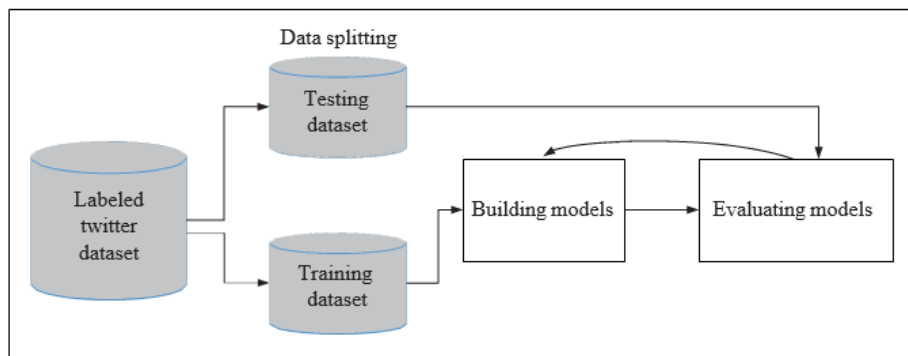 Data splitting
Testing
dataset
Labeled
twitter
dataset
Training
dataset
Building models
Evaluating models